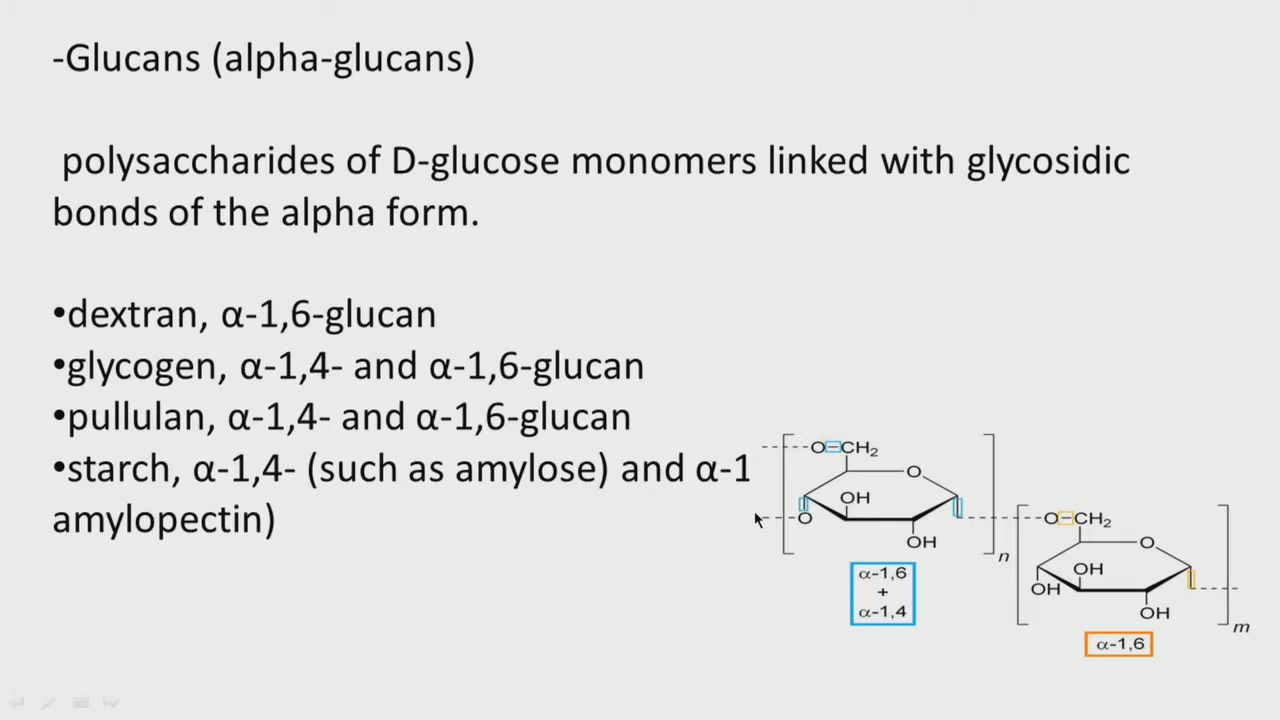 -Glucans (alpha-glucans)
polysaccharides of D-glucose monomers linked with glycosidic
bonds of the alpha form.
•dextran, α-1,6-glucan
•glycogen, α-1,4- and α-1,6-glucan
•pullulan, α-1,4- and α-1,6-glucan
•starch, α-1,4- (such as amylose) and α-1
amylopectin)
O CH₂
O
OH
O
OH
n
α-1,6
+
α-1,4
O CH₂
O
OH
OH
OH
m
α-1,6